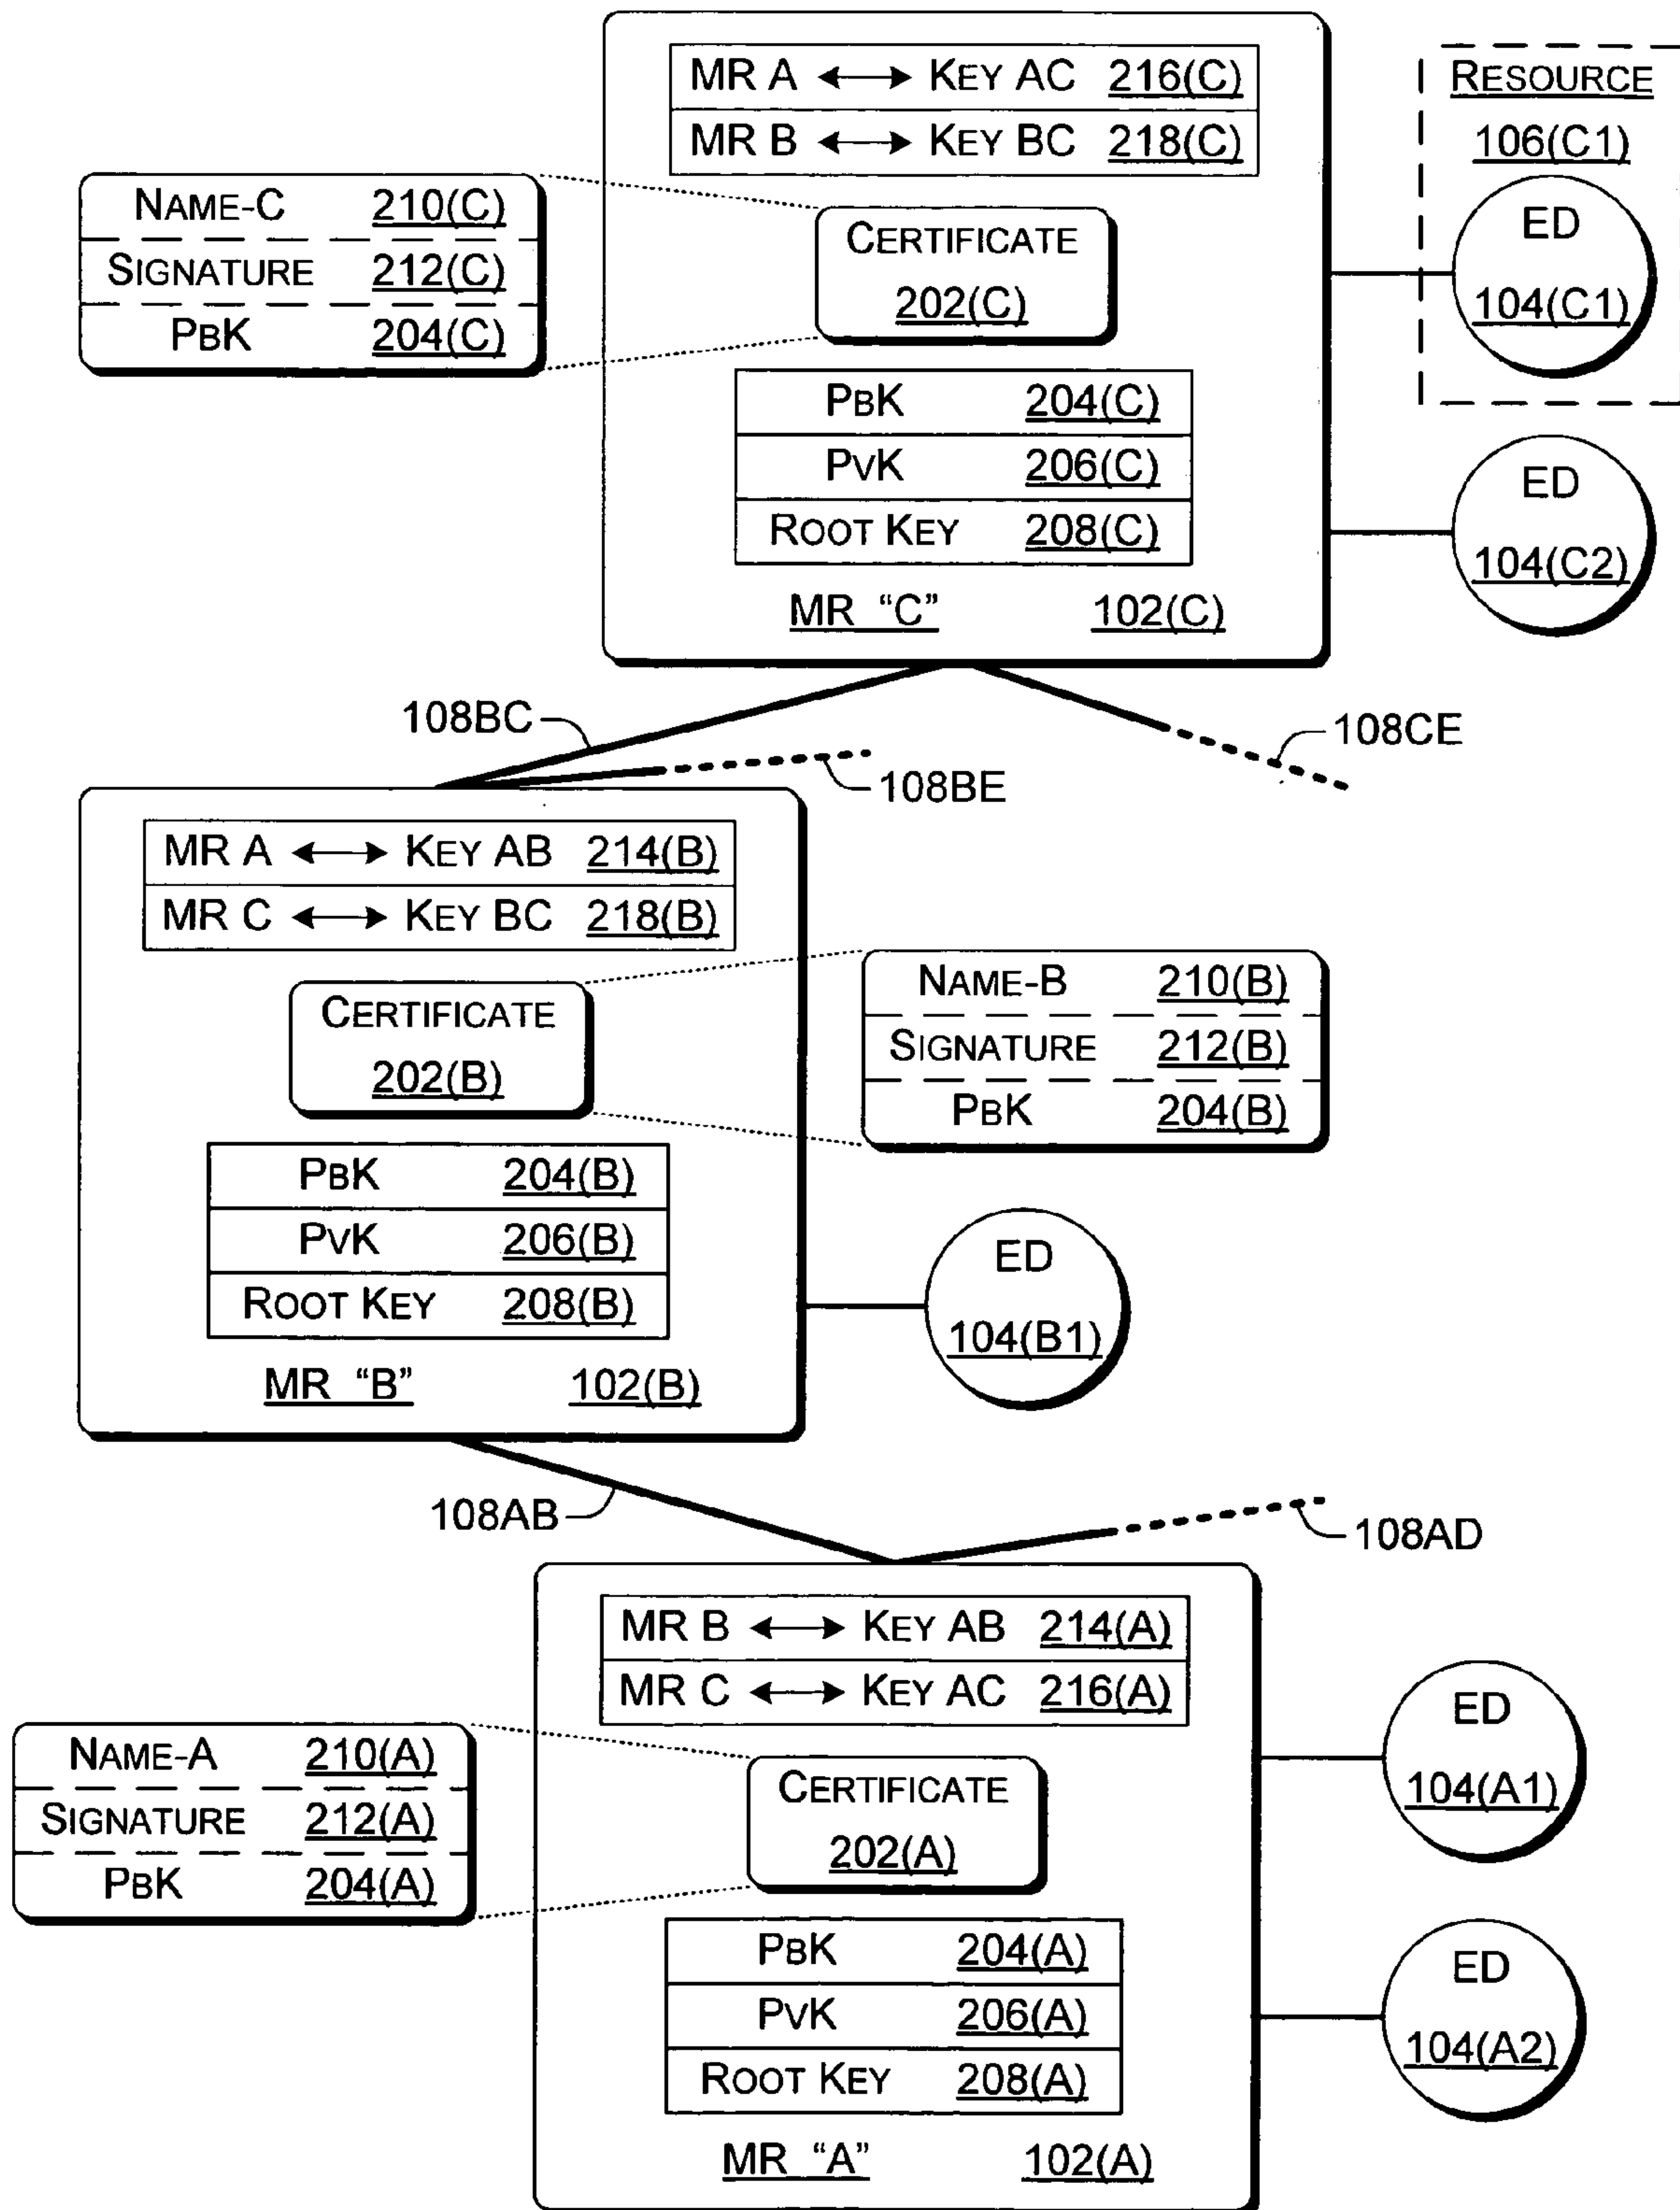 MR A ↔ KEY AC 216(C)
MR B ↔ KEY BC 218(C)
RESOURCE
106(C1)
ED
104(C1)
NAME-C 210(C)
SIGNATURE 212(C)
PBK 204(C)
CERTIFICATE
202(C)
PBK 204(C)
PVK 206(C)
ROOT KEY 208(C)
ED
104(C2)
MR “C” 102(C)
108BC
108CE
108BE
MR A ↔ KEY AB 214(B)
MR C ↔ KEY BC 218(B)
CERTIFICATE
202(B)
NAME-B 210(B)
SIGNATURE 212(B)
PBK 204(B)
PBK 204(B)
PVK 206(B)
ROOT KEY 208(B)
ED
104(B1)
MR “B” 102(B)
108AB
108AD
MR B ↔ KEY AB 214(A)
MR C ↔ KEY AC 216(A)
NAME-A 210(A)
SIGNATURE 212(A)
PBK 204(A)
CERTIFICATE
202(A)
ED
104(A1)
PBK 204(A)
PVK 206(A)
ROOT KEY 208(A)
ED
104(A2)
MR “A” 102(A)